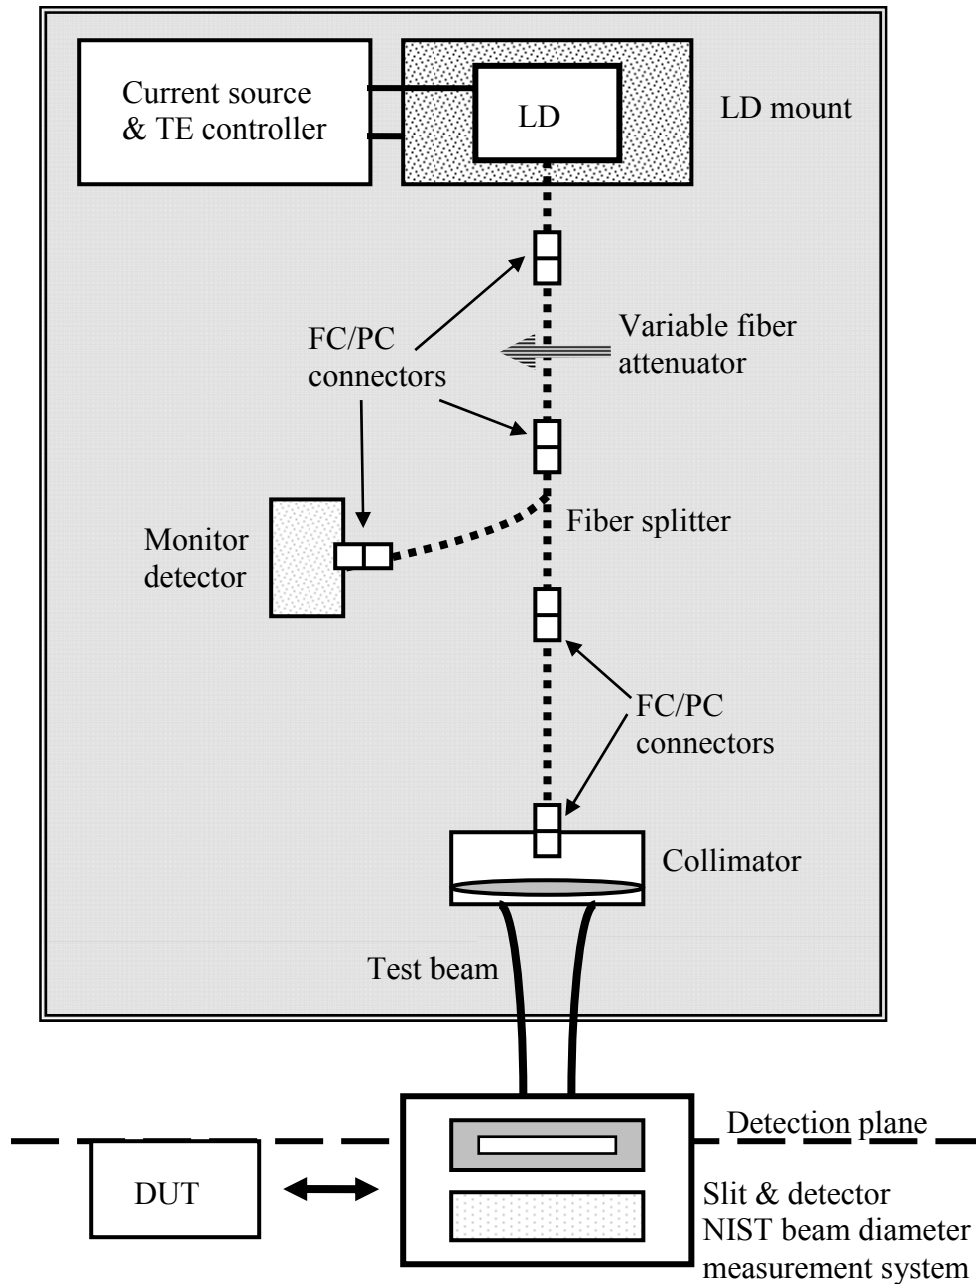 Current source
& TE controller
LD
LD mount
FC/PC
connectors
Variable fiber
attenuator
Monitor
detector
Fiber splitter
FC/PC
connectors
Collimator
Test beam
Detection plane
DUT
Slit & detector
NIST beam diameter
measurement system